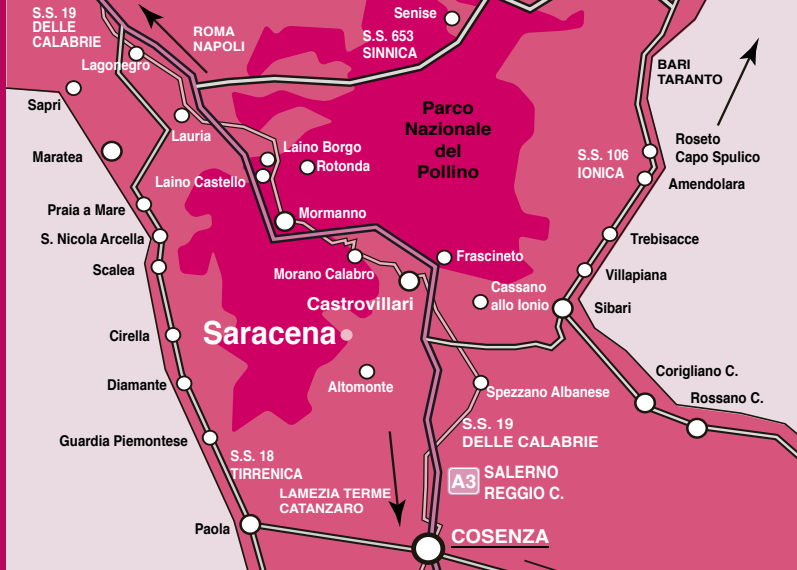 S.S. 19
DELLE
CALABRIE
ROMA
NAPOLI
Senise
S.S. 653
SINNICA
Lagonegro
BARI
TARANTO
Sapri
Lauria
Parco
Nazionale
del
Pollino
Maratea
Laino Borgo
Rotonda
Laino Castello
S.S. 106
IONICA
Roseto
Capo Spulico
Amendolara
Praia a Mare
Mormanno
S. Nicola Arcella
Trebisacce
Scalea
Morano Calabro
Frascineto
Villapiana
Castrovillari
Cassano
allo Ionio
Sibari
Cirella
Saracena
Diamante
Altomonte
Spezzano Albanese
Corigliano C.
Rossano C.
Guardia Piemontese
S.S. 18
TIRRENICA
S.S. 19
DELLE CALABRIE
A3
SALERNO
REGGIO C.
LAMEZIA TERME
CATANZARO
Paola
COSENZA